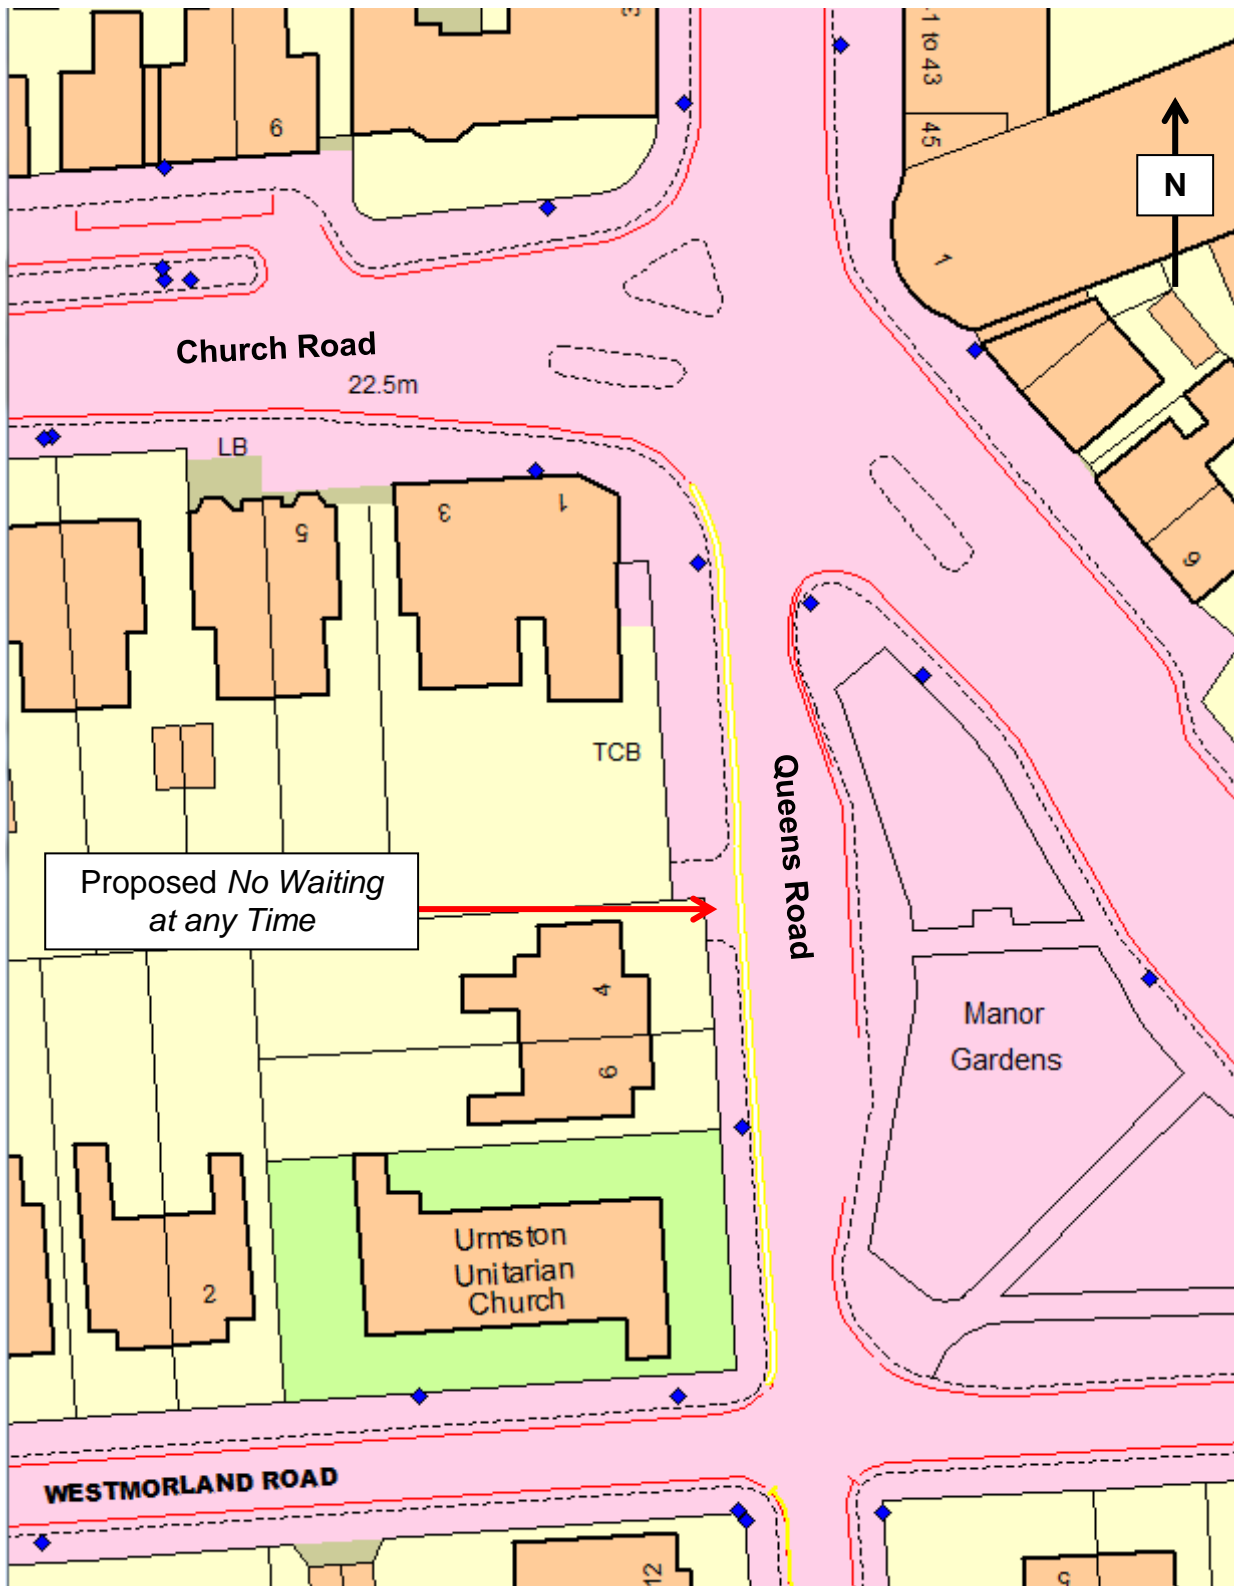 1 to 43
45
6
N
1
Church Road
22.5m
LB
5
3
1
9
TCB
Queens Road
Proposed No Waiting
at any Time
4
6
Manor
Gardens
Urmston
Unitarian
Church
2
WESTMORLAND ROAD
12